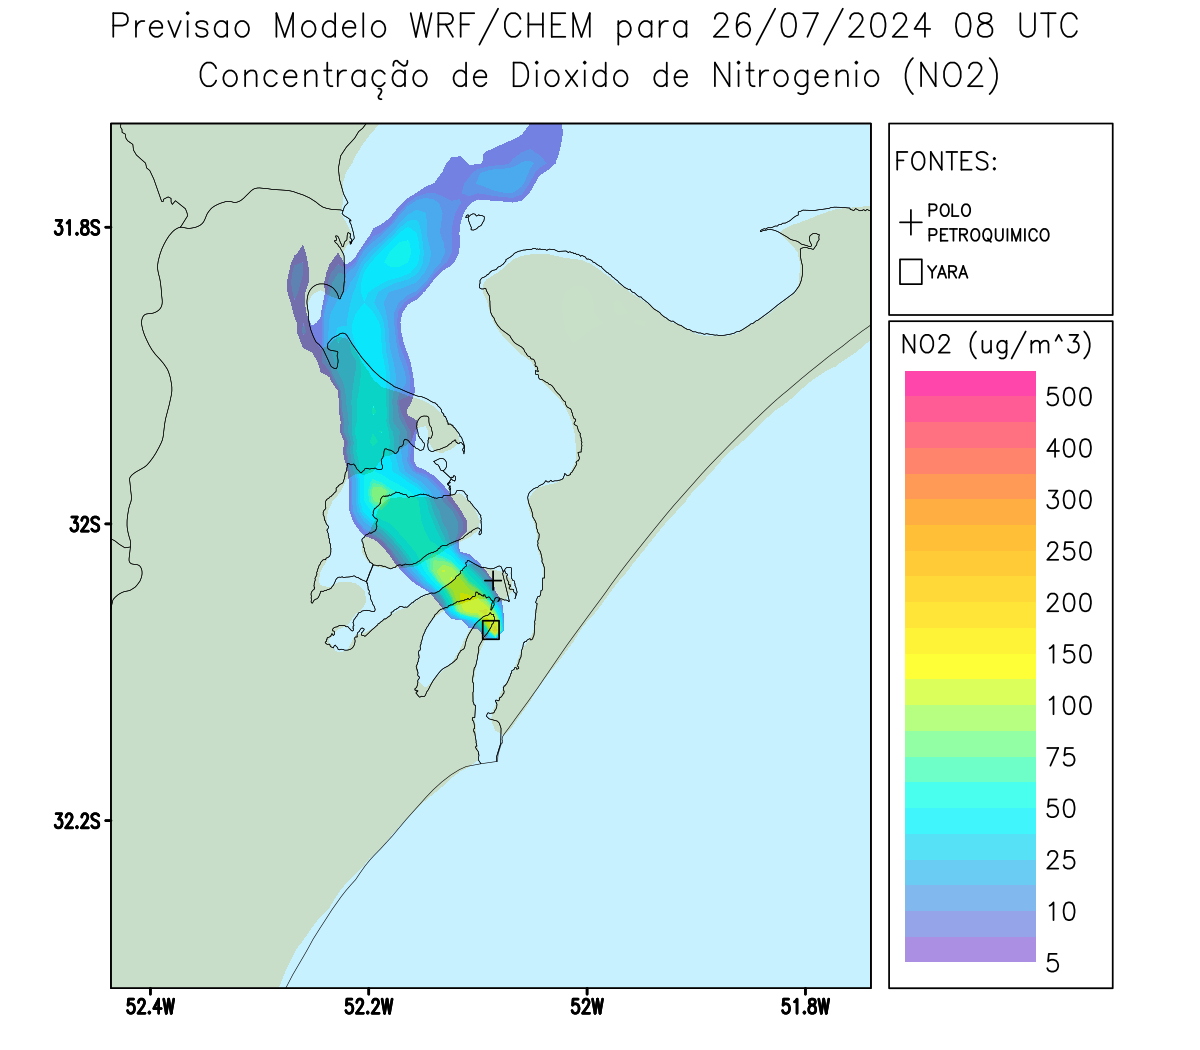 Previsao Modelo WRF/CHEM para 26/07/2024 08 UTC
Concentração de Dioxido de Nitrogenio (NO2)
FONTES:
POLO
PETROQUIMICO
YARA
31.8S
32S
32.2S
52.4W
52.2W
52W
51.8W
NO2 (ug/m^3)
500
400
300
250
200
150
100
75
50
25
10
5